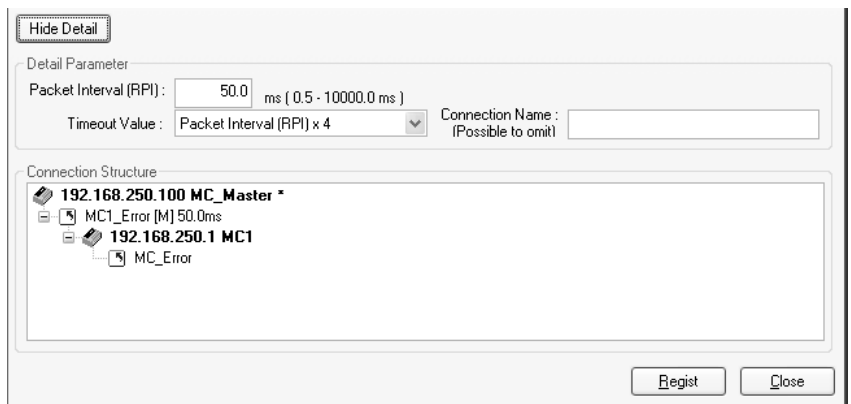 Hide Detail
Detail Parameter
Packet Interval (RPI) : 50.0 ms ( 0.5 - 10000.0 ms )
Timeout Value : Packet Interval (RPI) x 4 Connection Name :
(Possible to omit)
Connection Structure
192.168.250.100 MC_Master *
MC1_Error [M] 50.0ms
192.168.250.1 MC1
MC_Error
Regist Close